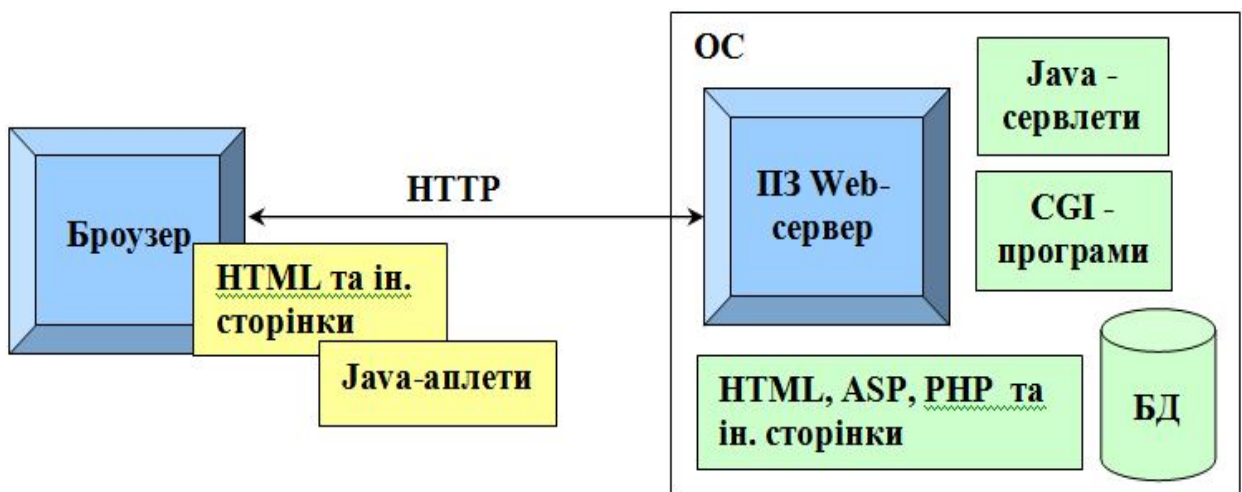 Броузер
HTML та ін.
сторінки
Java-аплети
HTTP
ОС
ПЗ Web-
сервер
Java -
сервлети
CGI -
програми
HTML, ASP, PHP та
ін. сторінки
БД